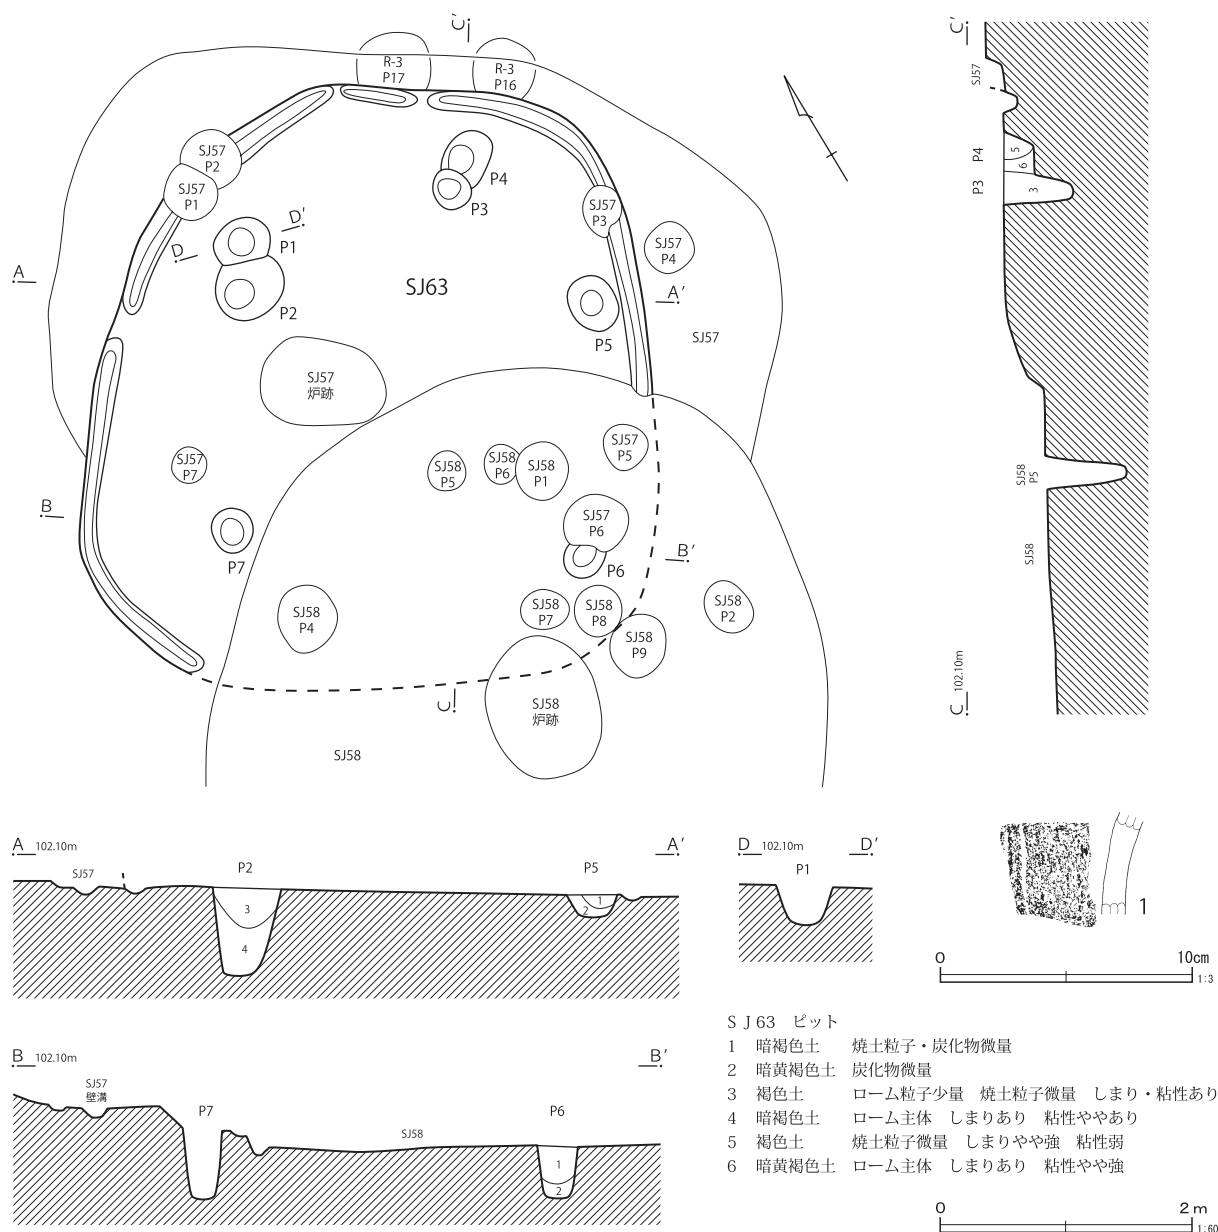 C'
R-3
P17
R-3
P16
SJ57
P2
SJ57
P1
P4
P3
SJ57
P3
SJ57
P4
D
D'
P1
P2
A
SJ63
A'
P5
SJ57
SJ57
炉跡
SJ57
P7
SJ58
P5
SJ58
P6
SJ58
P1
SJ57
P5
B
SJ57
P6
B'
P7
P6
SJ58
P4
SJ58
P7
SJ58
P8
SJ58
P9
SJ58
P2
C
SJ58
炉跡
SJ58
C'
SJ57
P4
5
6
P3
3
SJ58
P5
SJ58
C 102.10m
A 102.10m
A'
SJ57
P2
P5
3
4
1
2
D 102.10m
D'
P1
1
0 10cm
1:3
B 102.10m
B'
SJ57
壁溝
P7
SJ58
P6
1
2
SJ63 ピット
1 暗褐色土 焼土粒子・炭化物微量
2 暗黄褐色土 炭化物微量
3 褐色土 ローム粒子少量 焼土粒子微量 しまり・粘性あり
4 暗褐色土 ローム主体 しまりあり 粘性ややあり
5 褐色土 焼土粒子微量 しまりやや強 粘性弱
6 暗黄褐色土 ローム主体 しまりあり 粘性やや強
0 2m
1:60